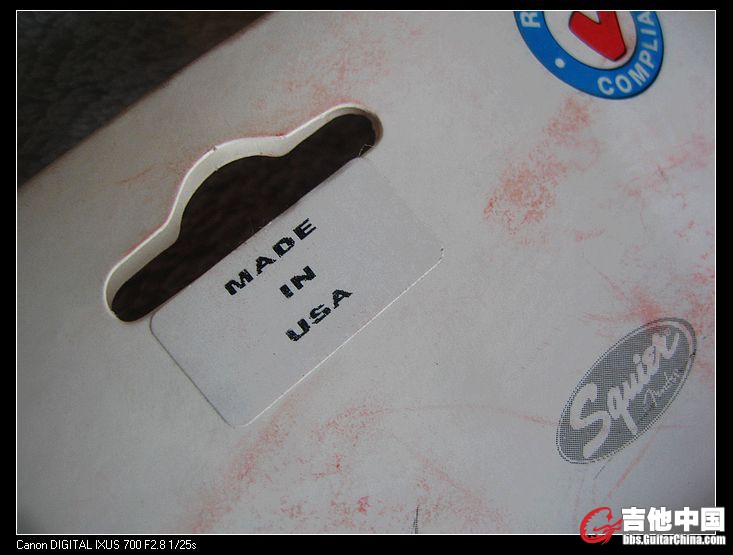 R
COMPLIA
MADE
IN
USA
Squier
Fender
Canon DIGITAL IXUS 700 F2.8 1/25s
吉他中国
bbs.GuitarChina.com